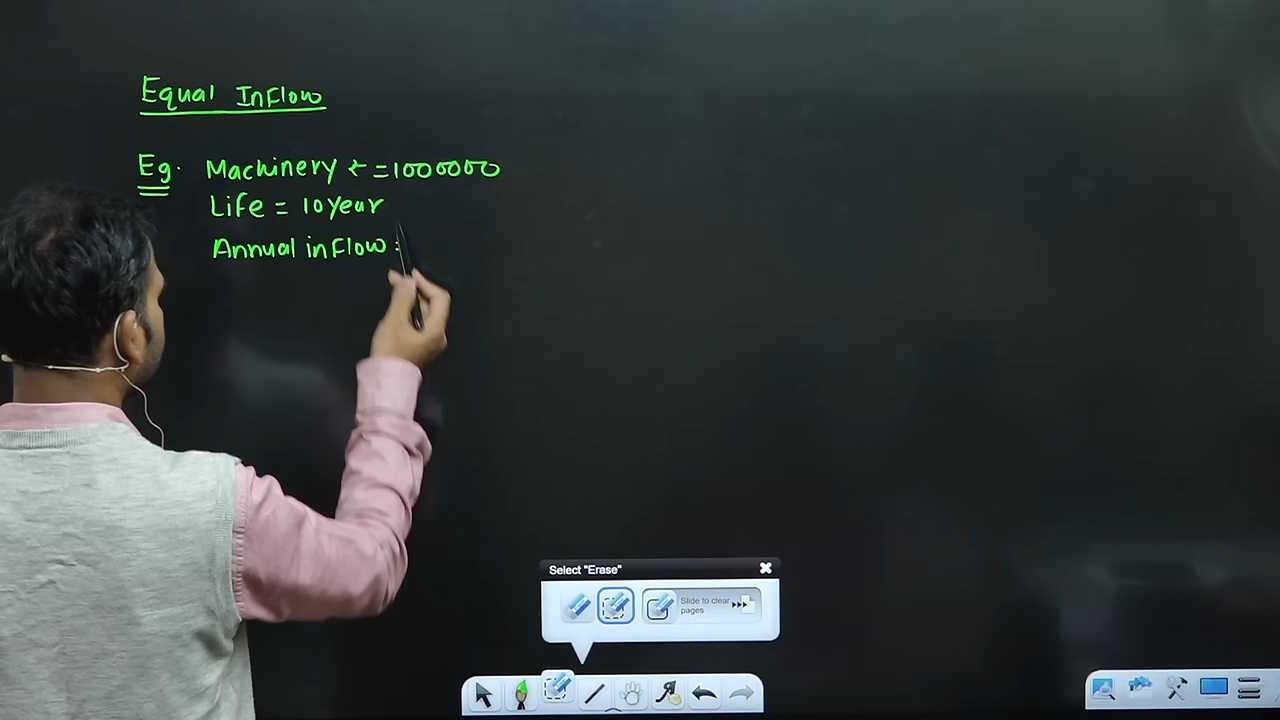 Equal InFlow
Eg. Machinery ₹ = 1000000
Life = 10 year
Annual inFlow =
Select "Erase"
Slide to clear
pages